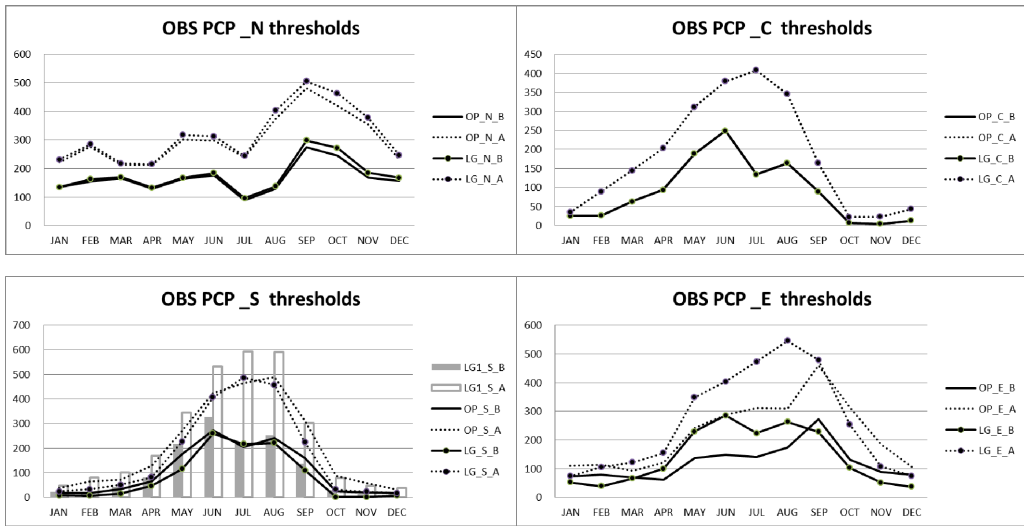 OBS PCP _N thresholds
600
500
400
300
200
100
0
JAN FEB MAR APR MAY JUN JUL AUG SEP OCT NOV DEC
OP_N_B
OP_N_A
LG_N_B
LG_N_A
OBS PCP _C thresholds
450
400
350
300
250
200
150
100
50
0
JAN FEB MAR APR MAY JUN JUL AUG SEP OCT NOV DEC
OP_C_B
OP_C_A
LG_C_B
LG_C_A
OBS PCP _S thresholds
700
600
500
400
300
200
100
0
JAN FEB MAR APR MAY JUN JUL AUG SEP OCT NOV DEC
LG1_S_B
LG1_S_A
OP_S_B
OP_S_A
LG_S_B
LG_S_A
OBS PCP _E thresholds
600
500
400
300
200
100
0
JAN FEB MAR APR MAY JUN JUL AUG SEP OCT NOV DEC
OP_E_B
OP_E_A
LG_E_B
LG_E_A